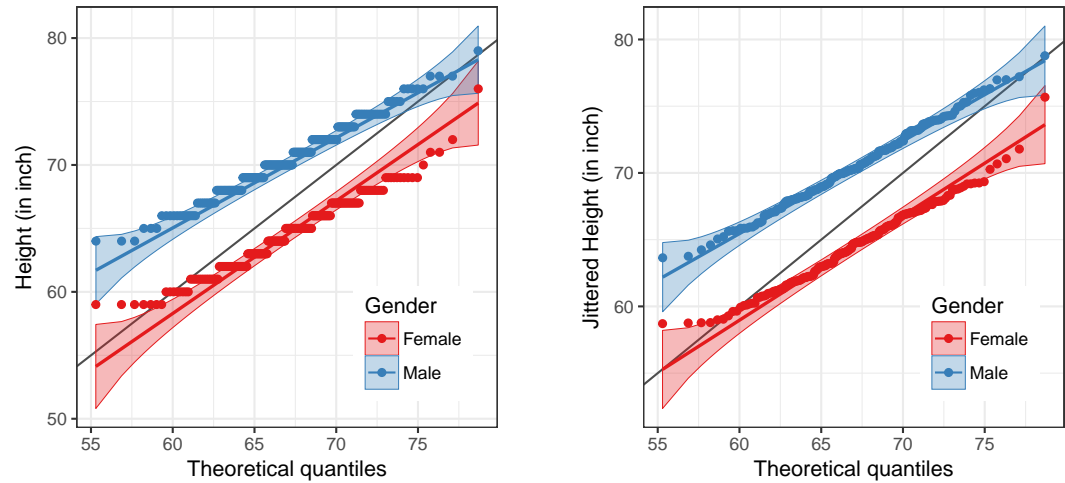 Height (in inch)
80
70
60
50
55
60
65
70
75
Theoretical quantiles
Gender
Female
Male
Jittered Height (in inch)
80
70
60
55
60
65
70
75
Theoretical quantiles
Gender
Female
Male